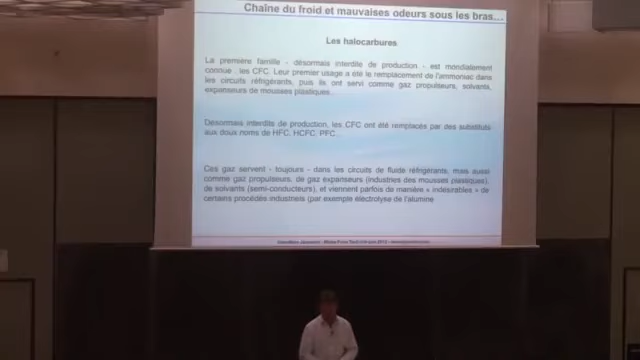 Chaîne du froid et mauvaises odeurs sous les bras...
Les halocarbures
La première famille - désormais interdite de production - est mondialement
connue : les CFC. Leur premier usage a été le remplacement de l'ammoniac dans
les circuits réfrigérants, puis ils ont servi comme gaz propulseurs, solvants,
expanseurs de mousses plastiques...
Désormais interdits de production, les CFC ont été remplacés par des substituts
aux doux noms de HFC, HCFC, PFC...
Ces gaz servent - toujours - dans les circuits de fluide réfrigérants, mais aussi
comme gaz propulseurs, de gaz expanseurs (industries des mousses plastiques),
de solvants (semi-conducteurs), et viennent parfois de manière « indésirables » de
certains procédés industriels (par exemple électrolyse de l'alumine